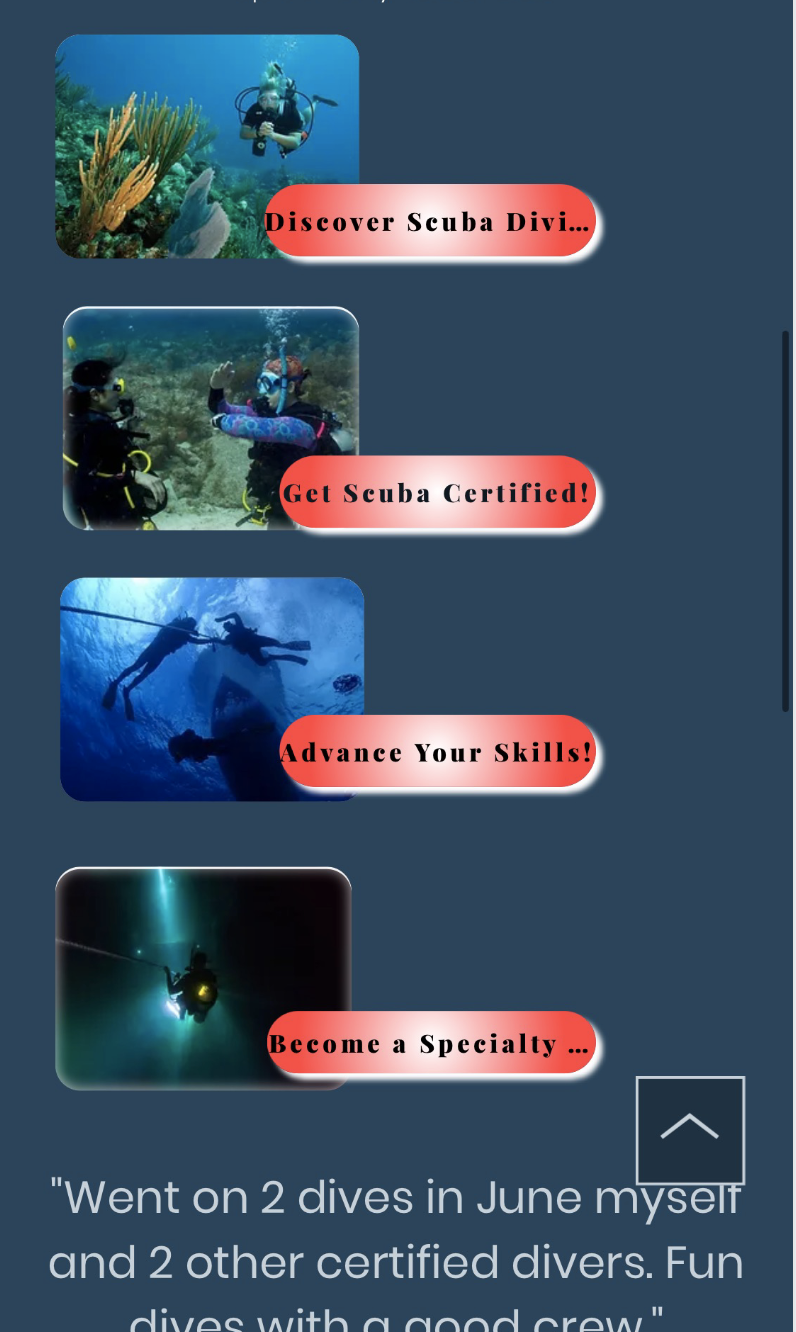 Discover Scuba Divi...
Get Scuba Certified!
Advance Your Skills!
Become a Specialty ...
"Went on 2 dives in June myself
and 2 other certified divers. Fun
dives with a good crew."